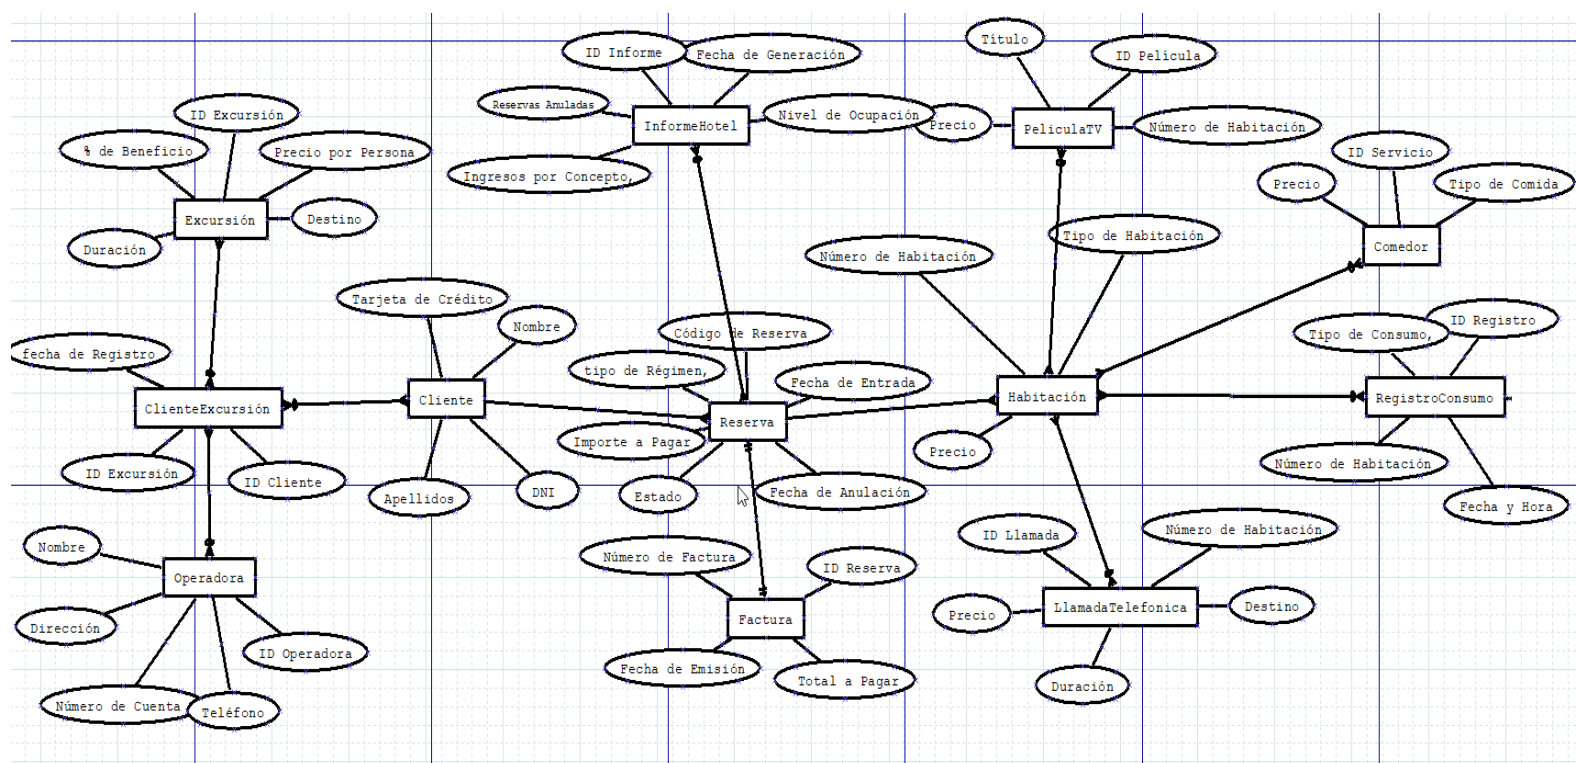 ID Excursión
% de Beneficio
Precio por Persona
Excursión
Destino
Duración
ID Informe
Fecha de Generación
Reservas Anuladas
InformeHotel
Nivel de Ocupación
Ingresos por Concepto,
Título
ID Película
Precio
PeliculaTV
Número de Habitación
ID Servicio
Precio
Tipo de Comida
Comedor
Número de Habitación
Tipo de Habitación
fecha de Registro
ClienteExcursión
ID Excursión
ID Cliente
Tarjeta de Crédito
Nombre
Cliente
Apellidos
DNI
Código de Reserva
tipo de Régimen,
Fecha de Entrada
Reserva
Importe a Pagar
Estado
Fecha de Anulación
Habitación
Precio
Tipo de Consumo,
ID Registro
RegistroConsumo
Número de Habitación
Fecha y Hora
Nombre
Operadora
Dirección
ID Operadora
Número de Cuenta
Teléfono
Número de Factura
ID Reserva
Factura
Fecha de Emisión
Total a Pagar
ID Llamada
Número de Habitación
Precio
LlamadaTelefonica
Destino
Duración